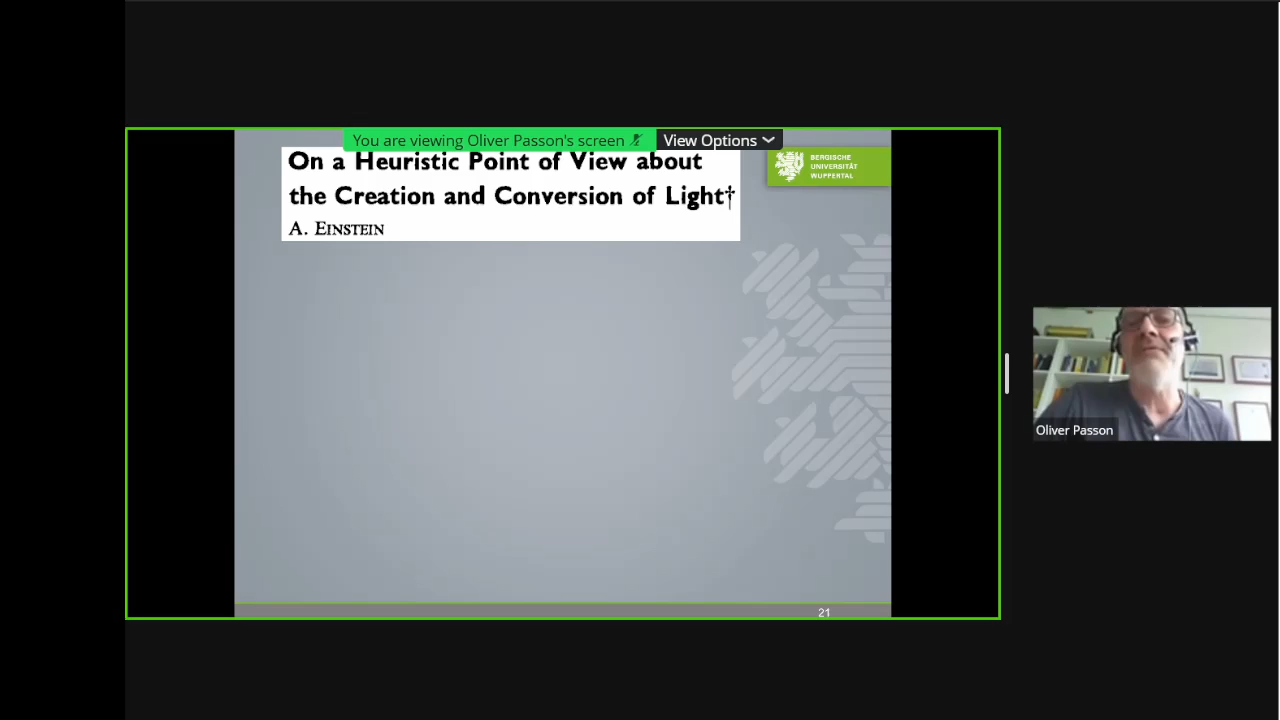 You are viewing Oliver Passon's screen
View Options
On a Heuristic Point of View about
the Creation and Conversion of Light†
A. EINSTEIN
BERGISCHE
UNIVERSITÄT
WUPPERTAL
Oliver Passon
21